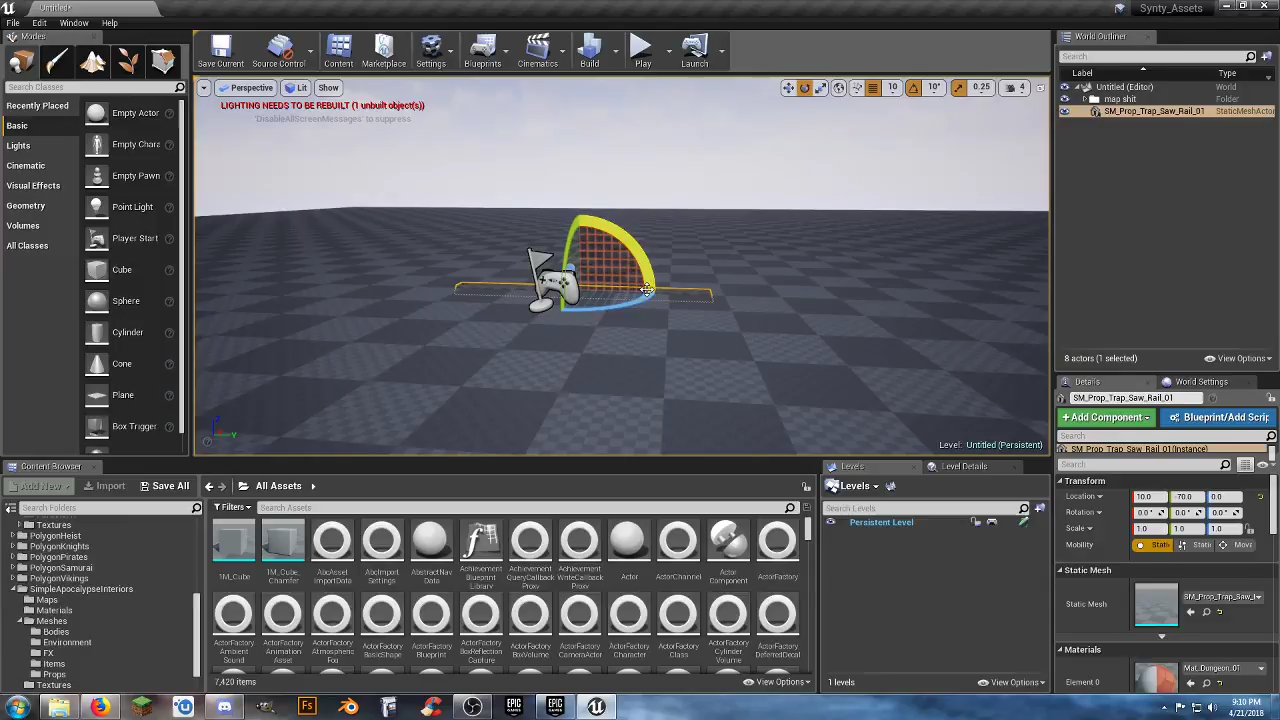 Untitled*
Synty_Assets
File Edit Window Help
Modes
Search Classes
Recently Placed
Basic
Lights
Cinematic
Visual Effects
Geometry
Volumes
All Classes
Empty Actor
Empty Chara
Empty Pawn
Point Light
Player Start
Cube
Sphere
Cylinder
Cone
Plane
Box Trigger
Save Current
Source Control
Content
Marketplace
Settings
Blueprints
Cinematics
Build
Play
Launch
Perspective Lit Show
10 10° 0.25 4
LIGHTING NEEDS TO BE REBUILT (1 unbuilt object(s))
'DisableAllScreenMessages' to suppress
Level: Untitled (Persistent)
World Outliner
Search
Label Type
Untitled (Editor) World
map shit Folder
SM_Prop_Trap_Saw_Rail_01 StaticMeshActor
8 actors (1 selected) View Options
Details World Settings
SM_Prop_Trap_Saw_Rail_01
+ Add Component Blueprint/Add Scrip
Search
SM_Prop_Trap_Saw_Rail_01(Instance)
Search
Transform
Location 10.0 -70.0 0.0
Rotation 0.0° 0.0° 0.0°
Scale 1.0 1.0 1.0
Mobility Stati Static Move
Static Mesh
Static Mesh SM_Prop_Trap_Saw_
Materials
Element 0 Mat_Dungeon_01
Content Browser
Add New Import Save All All Assets
Search Folders
Filters Search Assets
Textures
PolygonHeist
PolygonKnights
PolygonPirates
PolygonSamurai
PolygonVikings
SimpleApocalypseInteriors
Maps
Materials
Meshes
Bodies
Environment
FX
Items
Props
Textures
1M_Cube
1M_Cube_Chamfer
AbcAssetImportData
AbcImportSettings
AbstractNavData
Achievement Blueprint Library
Achievement QueryCallback Proxy
Achievement WriteCallback Proxy
Actor
ActorChannel
Actor Component
ActorFactory
ActorFactory Ambient Sound
ActorFactory Animation Asset
ActorFactory Atmospheric Fog
ActorFactory BasicShape
ActorFactory Blueprint
ActorFactory BoxReflection Capture
ActorFactory BoxVolume
ActorFactory CameraActor
ActorFactory Character
ActorFactory Class
ActorFactory Cylinder Volume
ActorFactory DeferredDecal
7,420 items View Options
Levels Level Details
Levels
Search Levels
Persistent Level
1 levels View Options
9:10 PM
4/21/2018